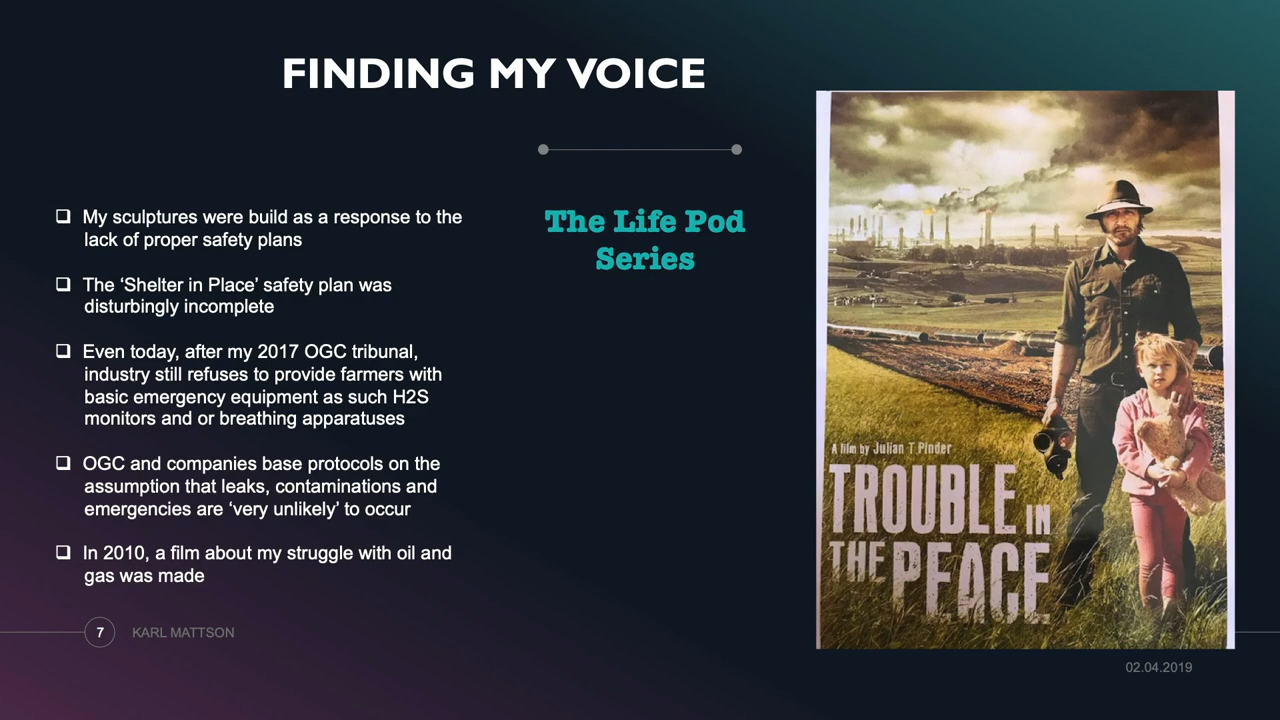 FINDING MY VOICE
❑ My sculptures were build as a response to the
lack of proper safety plans
❑ The ‘Shelter in Place’ safety plan was
disturbingly incomplete
❑ Even today, after my 2017 OGC tribunal,
industry still refuses to provide farmers with
basic emergency equipment as such H2S
monitors and or breathing apparatuses
❑ OGC and companies base protocols on the
assumption that leaks, contaminations and
emergencies are ‘very unlikely’ to occur
❑ In 2010, a film about my struggle with oil and
gas was made
The Life Pod
Series
A film by Julian T Pinder
TROUBLE IN
THE PEACE
7 KARL MATTSON
02.04.2019